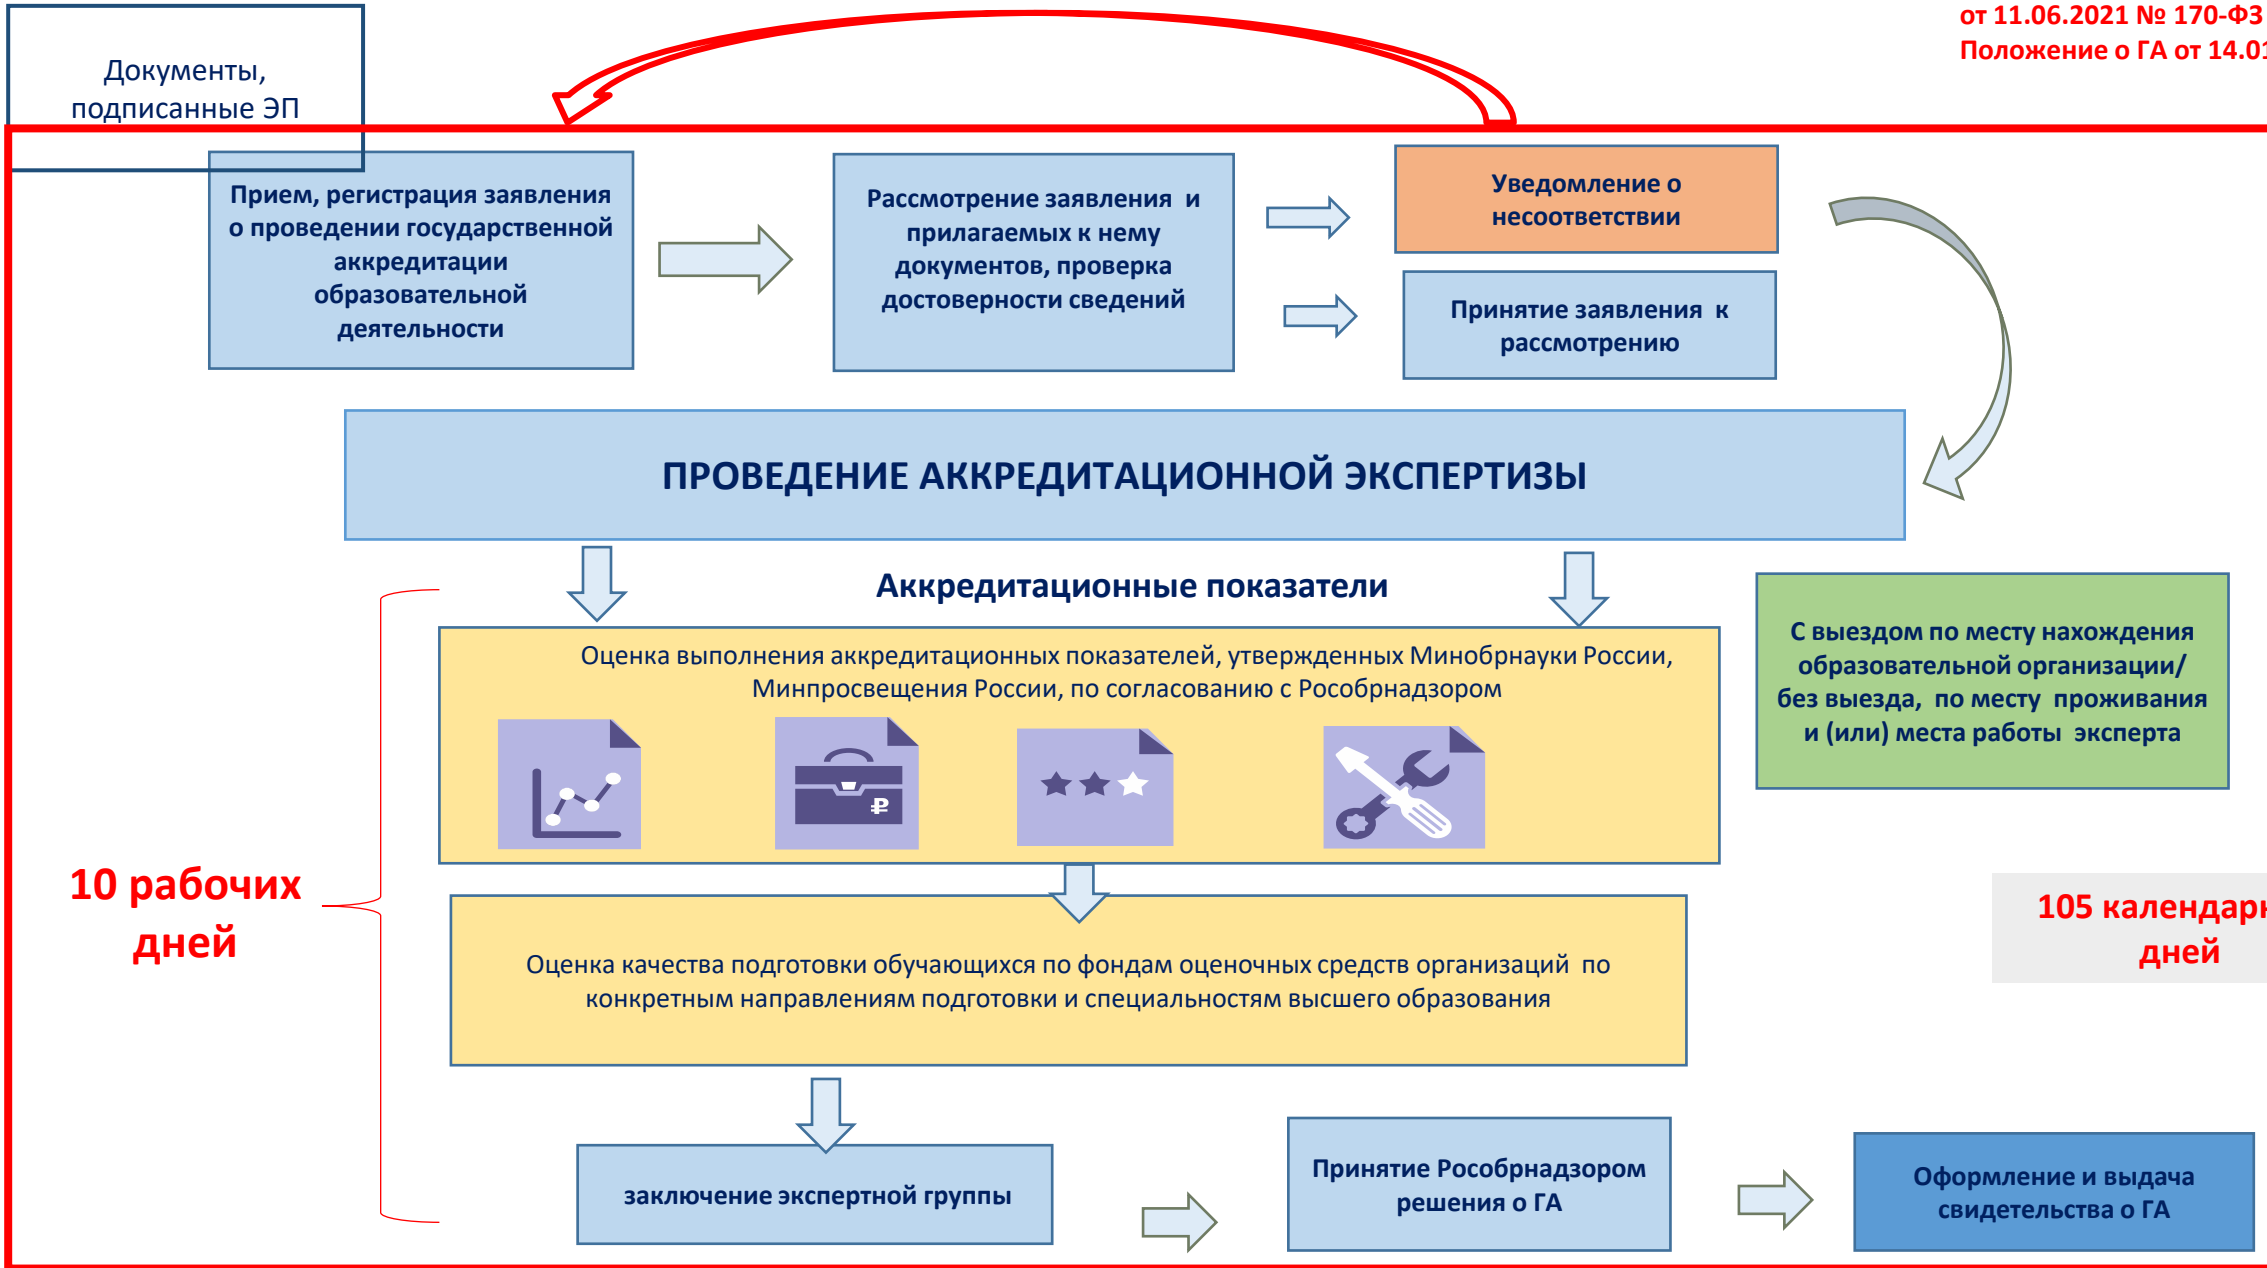 от 11.06.2021 № 170-ФЗ
Положение о ГА от 14.01
Документы,
подписанные ЭП
Прием, регистрация заявления
о проведении государственной
аккредитации
образовательной
деятельности
Рассмотрение заявления и
прилагаемых к нему
документов, проверка
достоверности сведений
Уведомление о
несоответствии
Принятие заявления к
рассмотрению
ПРОВЕДЕНИЕ АККРЕДИТАЦИОННОЙ ЭКСПЕРТИЗЫ
Аккредитационные показатели
Оценка выполнения аккредитационных показателей, утвержденных Минобрнауки России,
Минпросвещения России, по согласованию с Рособрнадзором
₽
С выездом по месту нахождения
образовательной организации/
без выезда, по месту проживания
и (или) места работы эксперта
10 рабочих
дней
105
дней
Оценка качества подготовки обучающихся по фондам оценочных средств организаций по
конкретным направлениям подготовки и специальностям высшего образования
заключение экспертной группы
Принятие Рособрнадзором
решения о ГА
Оформление и выдача
свидетельства о ГА